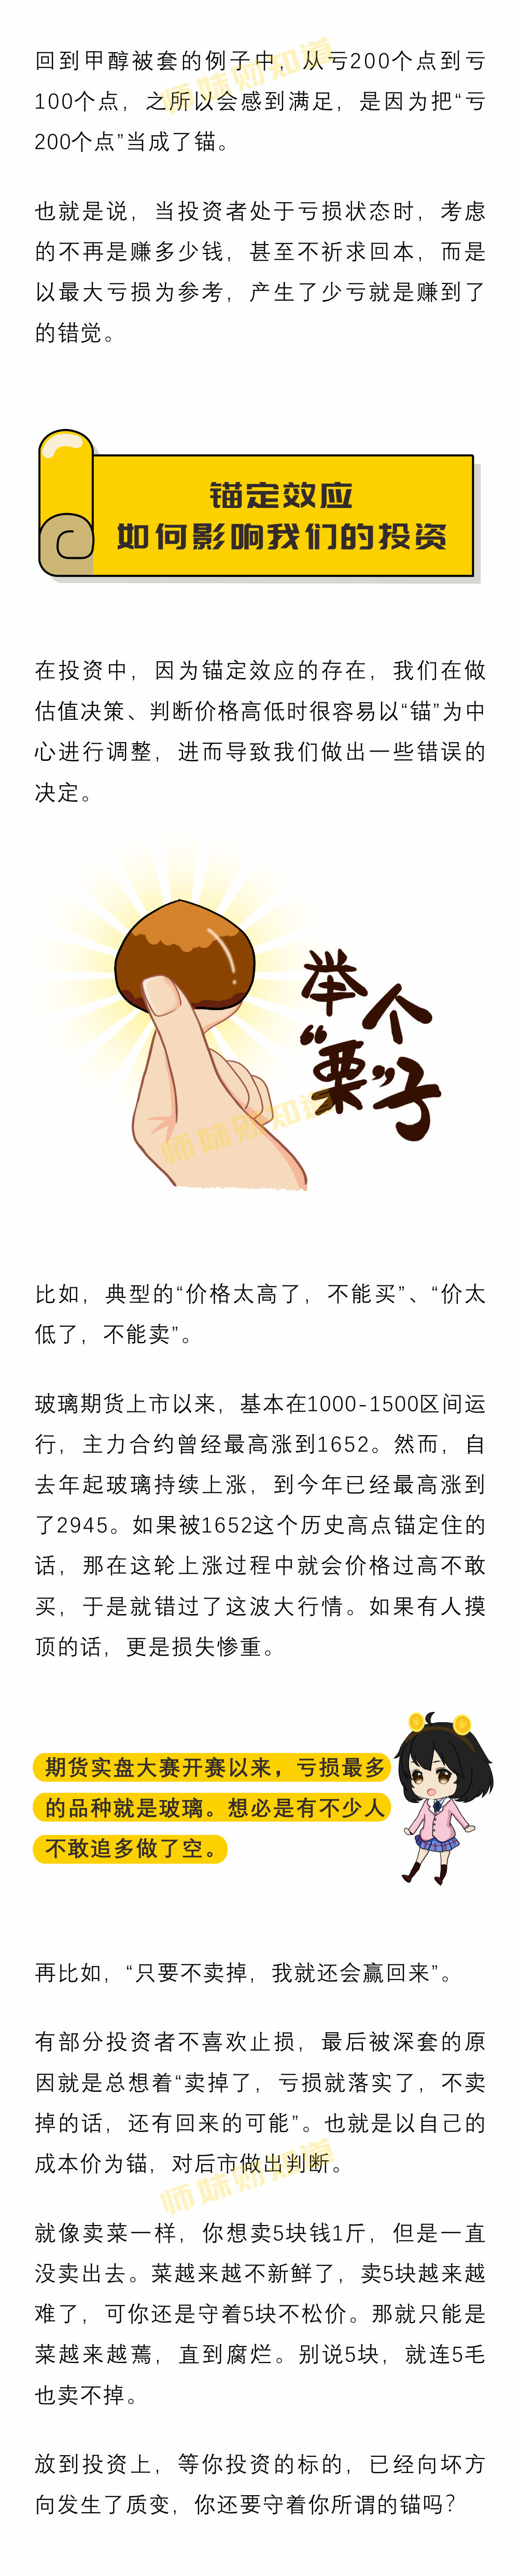 师妹财知道
回到甲醇被套的例子中，从亏200个点到亏
100个点，之所以会感到满足，是因为把“亏
200个点”当成了锚。
也就是说，当投资者处于亏损状态时，考虑
的不再是赚多少钱，甚至不祈求回本，而是
以最大亏损为参考，产生了少亏就是赚到了
的错觉。
锚定效应
如何影响我们的投资
在投资中，因为锚定效应的存在，我们在做
估值决策、判断价格高低时很容易以“锚”为中
心进行调整，进而导致我们做出一些错误的
决定。
举个
“栗”子
师妹财知道
比如，典型的“价格太高了，不能买”、“价太
低了，不能卖”。
玻璃期货上市以来，基本在1000-1500区间运
行，主力合约曾经最高涨到1652。然而，自
去年起玻璃持续上涨，到今年已经最高涨到
了2945。如果被1652这个历史高点锚定住的
话，那在这轮上涨过程中就会价格过高不敢
买，于是就错过了这波大行情。如果有人摸
顶的话，更是损失惨重。
期货实盘大赛开赛以来，亏损最多
的品种就是玻璃。想必是有不少人
不敢追多做了空。
再比如，“只要不卖掉，我就还会赢回来”。
有部分投资者不喜欢止损，最后被深套的原
因就是总想着“卖掉了，亏损就落实了，不卖
掉的话，还有回来的可能”。也就是以自己的
成本价为锚，对后市做出判断。
师妹财知道
就像卖菜一样，你想卖5块钱1斤，但是一直
没卖出去。菜越来越不新鲜了，卖5块越来越
难了，可你还是守着5块不松价。那就只能是
菜越来越蔫，直到腐烂。别说5块，就连5毛
也卖不掉。
放到投资上，等你投资的标的，已经向坏方
向发生了质变，你还要守着你所谓的锚吗？